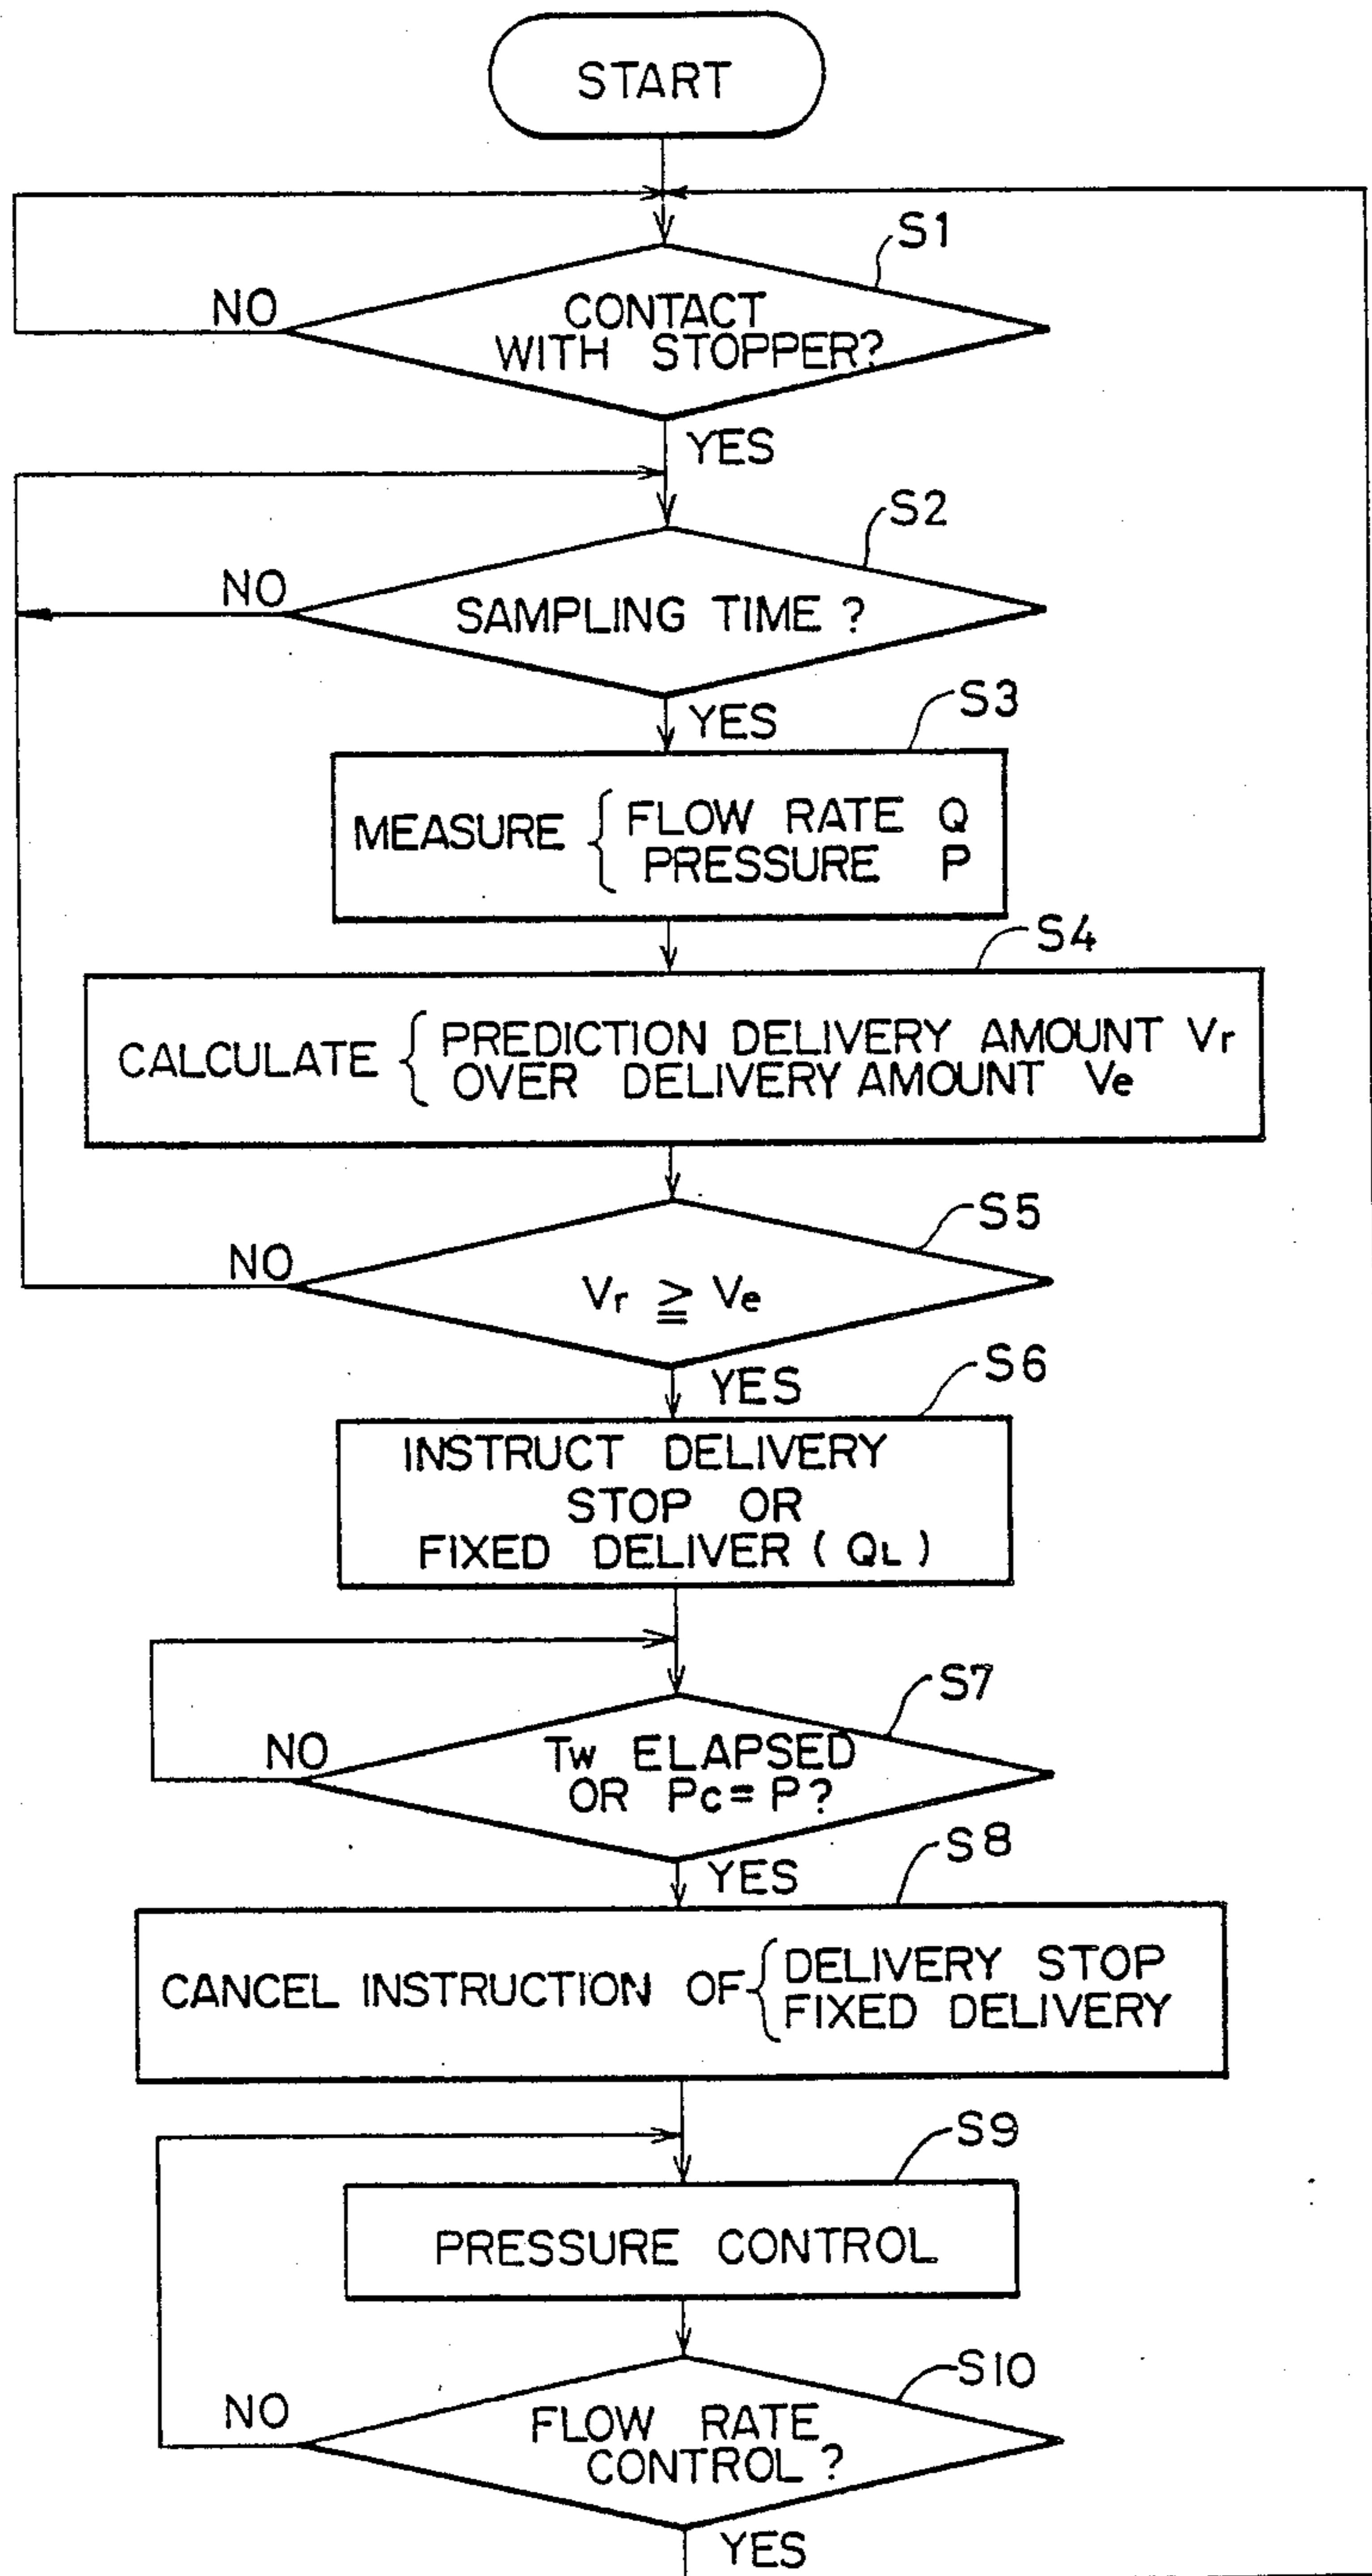 START
S1
NO
CONTACT
WITH STOPPER?
YES
S2
NO
SAMPLING TIME ?
YES
S3
MEASURE { FLOW RATE Q
PRESSURE P
S4
CALCULATE { PREDICTION DELIVERY AMOUNT Vr
OVER DELIVERY AMOUNT Ve
S5
NO
Vr ≧ Ve
YES
S6
INSTRUCT DELIVERY
STOP OR
FIXED DELIVER ( QL )
S7
NO
Tw ELAPSED
OR Pc = P?
YES
S8
CANCEL INSTRUCTION OF { DELIVERY STOP
FIXED DELIVERY
S9
PRESSURE CONTROL
S10
NO
FLOW RATE
CONTROL ?
YES